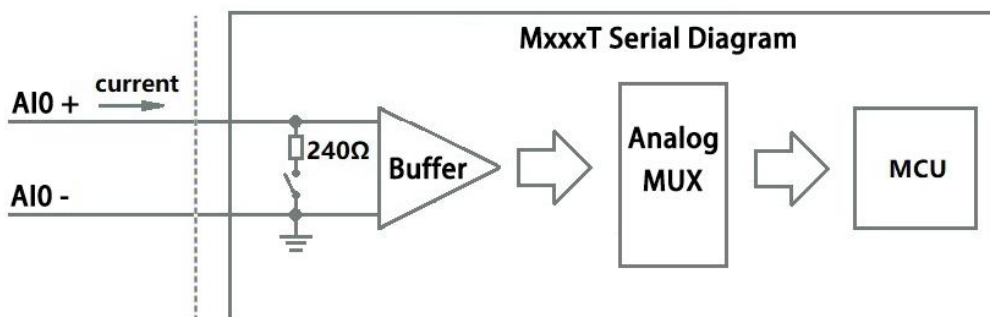 MxxxT Serial Diagram
current
AI0 +
240Ω
Buffer
Analog
MUX
MCU
AI0 -